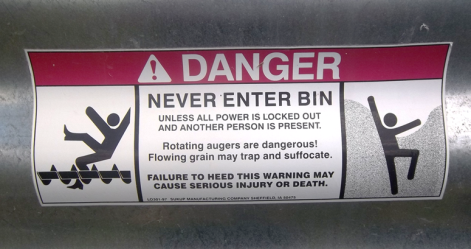 DANGER
NEVER ENTER BIN
UNLESS ALL POWER IS LOCKED OUT
AND ANOTHER PERSON IS PRESENT.
Rotating augers are dangerous!
Flowing grain may trap and suffocate.
FAILURE TO HEED THIS WARNING MAY
CAUSE SERIOUS INJURY OR DEATH.
SUKUP MANUFACTURING COMPANY SHEFFIELD, IA 50475